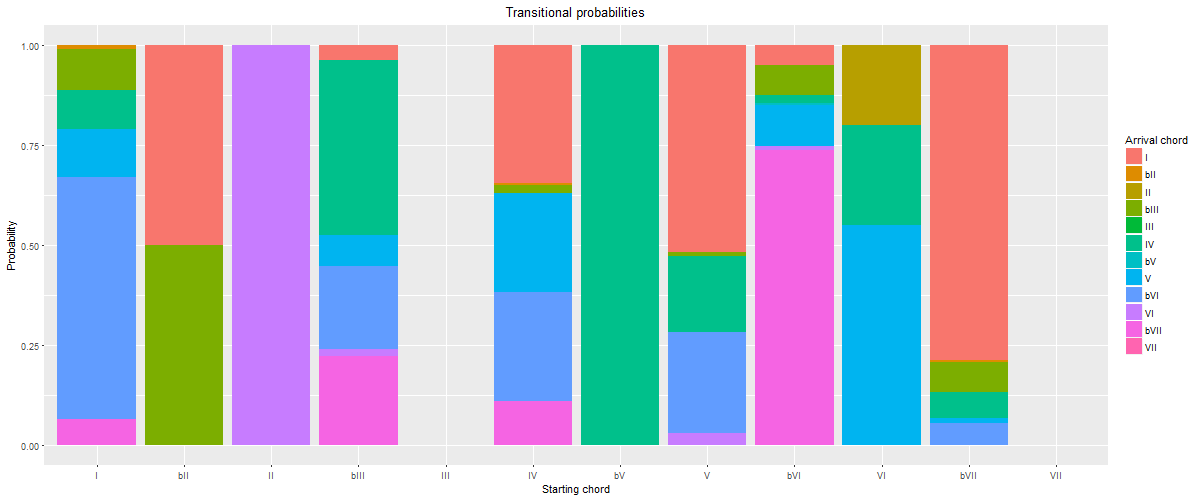 Transitional probabilities
1.00
0.75
0.50
0.25
0.00
Probability
I bII II bIII III IV bV V bVI VI bVII VII
Starting chord
Arrival chord
I
bII
II
bIII
III
IV
bV
V
bVI
VI
bVII
VII